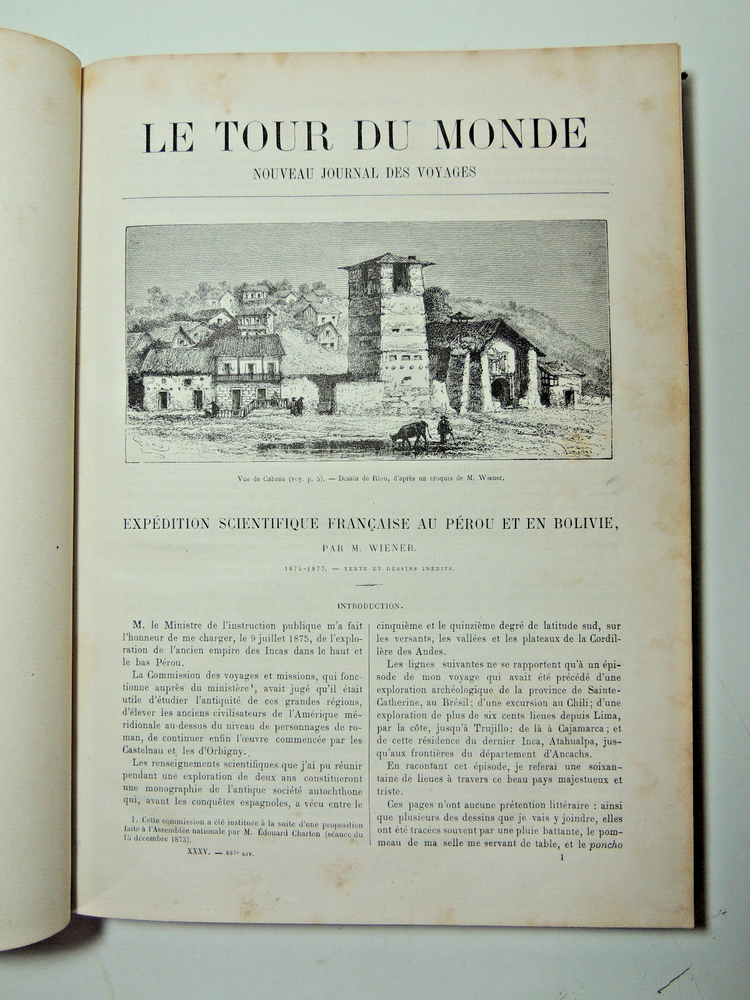 LE TOUR DU MONDE
NOUVEAU JOURNAL DES VOYAGES
Vue de Cabana (voy. p. 5). — Dessin de Riou, d'après un croquis de M. Wiener.
EXPÉDITION SCIENTIFIQUE FRANÇAISE AU PÉROU ET EN BOLIVIE,
PAR M. WIENER.
1875-1877. — TEXTE ET DESSINS INÉDITS.
INTRODUCTION.
M. le Ministre de l'instruction publique m'a fait
l'honneur de me charger, le 9 juillet 1875, de l'explo-
ration de l'ancien empire des Incas dans le haut et
le bas Pérou.
La Commission des voyages et missions, qui fonc-
tionne auprès du ministère¹, avait jugé qu'il était
utile d'étudier l'antiquité de ces grandes régions,
d'élever les anciens civilisateurs de l'Amérique mé-
ridionale au-dessus du niveau de personnages de ro-
man, de continuer enfin l'œuvre commencée par les
Castelnau et les d'Orbigny.
Les renseignements scientifiques que j'ai pu réunir
pendant une exploration de deux ans constitueront
une monographie de l'antique société autochthone
qui, avant les conquêtes espagnoles, a vécu entre le
1. Cette commission a été instituée à la suite d'une proposition
faite à l'Assemblée nationale par M. Édouard Charton (séance du
15 décembre 1873).
XXXV. — 887ᵉ LIV.
cinquième et le quinzième degré de latitude sud, sur
les versants, les vallées et les plateaux de la Cordil-
lère des Andes.
Les lignes suivantes ne se rapportent qu'à un épi-
sode de mon voyage qui avait été précédé d'une
exploration archéologique de la province de Sainte-
Catherine, au Brésil; d'une excursion au Chili; d'une
exploration de plus de six cents lieues depuis Lima,
par la côte, jusqu'à Trujillo; de là à Cajamarca; et
de cette résidence du dernier Inca, Atahualpa, jus-
qu'aux frontières du département d'Ancachs.
En racontant cet épisode, je referai une soixan-
taine de lieues à travers ce beau pays majestueux et
triste.
Ces pages n'ont aucune prétention littéraire : ainsi
que plusieurs des dessins que je vais y joindre, elles
ont été tracées souvent par une pluie battante, le pom-
meau de ma selle me servant de table, et le poncho
1